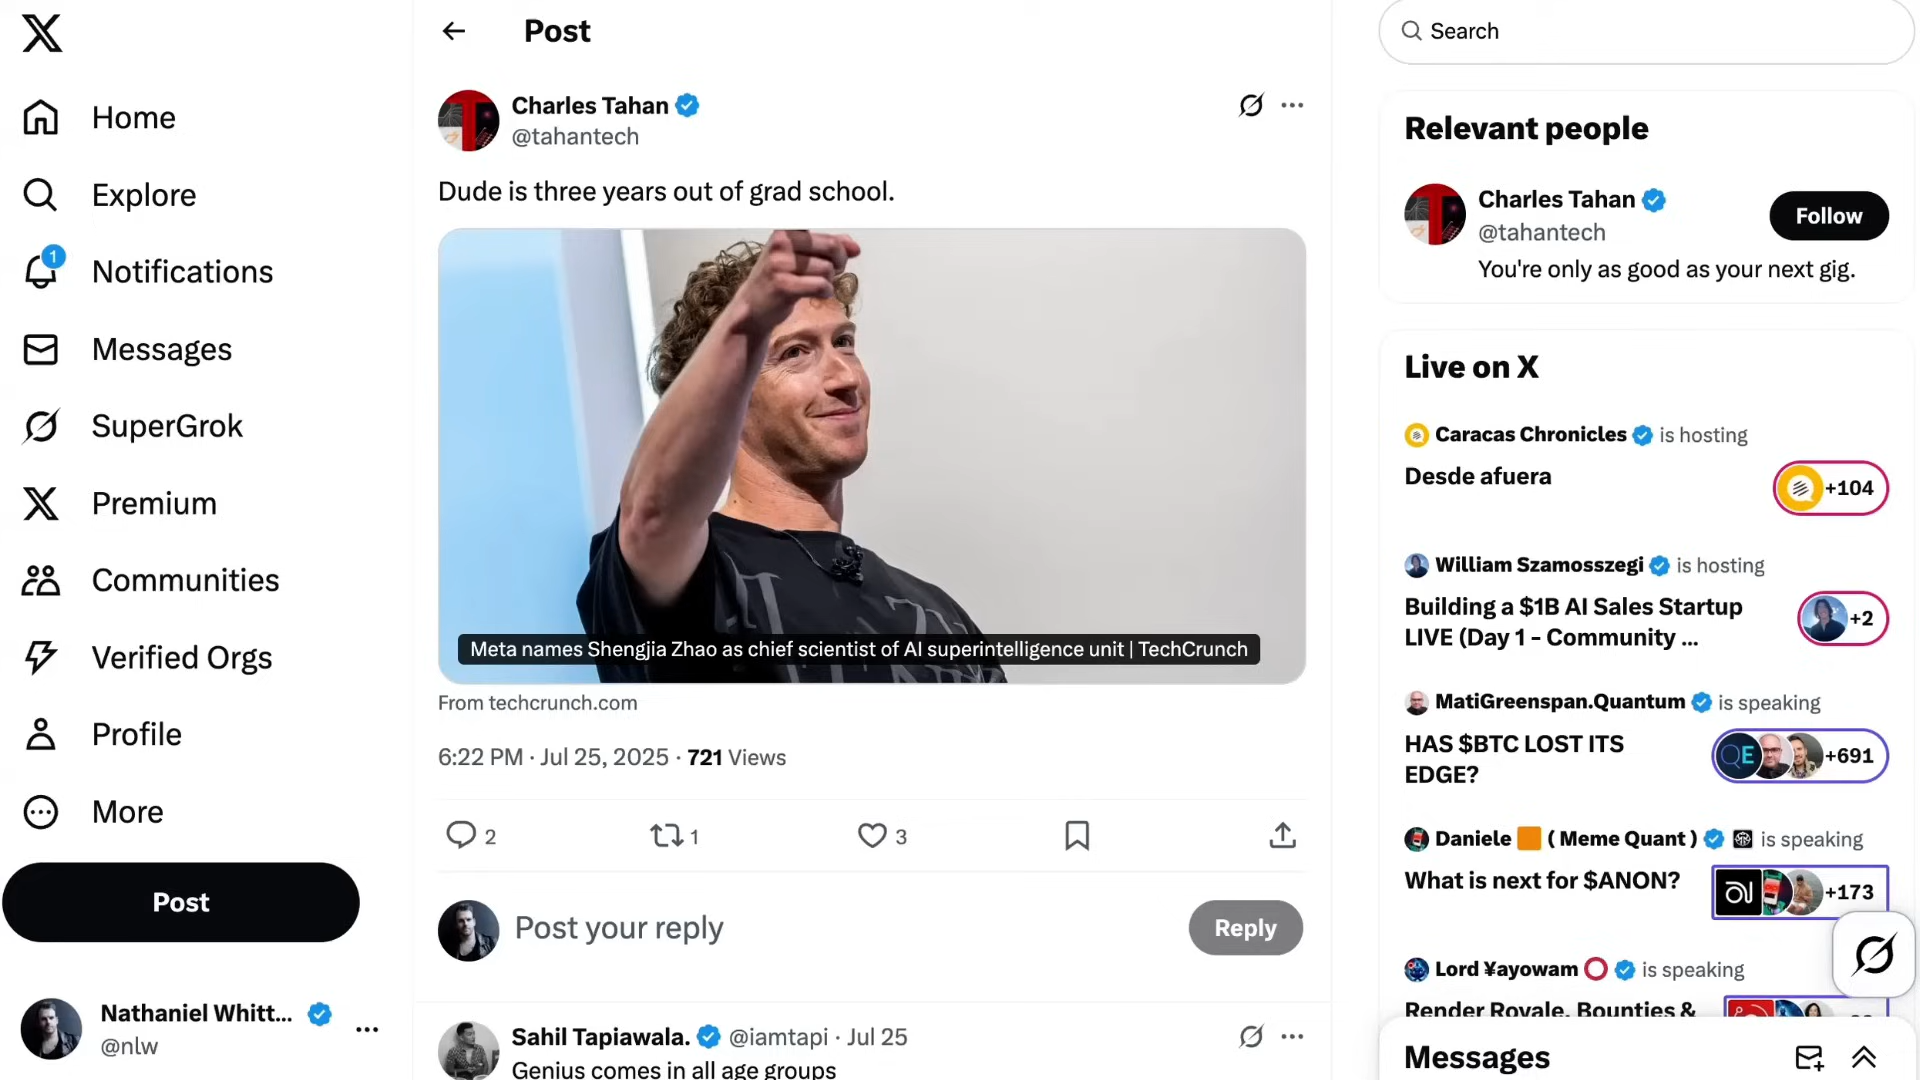 Home
Explore
1
Notifications
Messages
SuperGrok
Premium
Communities
Verified Orgs
Profile
More
Post
Nathaniel Whitt...
@nlw
Post
Charles Tahan
@tahantech
Dude is three years out of grad school.
Meta names Shengjia Zhao as chief scientist of AI superintelligence unit | TechCrunch
From techcrunch.com
6:22 PM · Jul 25, 2025 · 721 Views
2
1
3
Post your reply
Reply
Sahil Tapiawala. @iamtapi · Jul 25
Genius comes in all age groups
Search
Relevant people
Charles Tahan
@tahantech
Follow
You're only as good as your next gig.
Live on X
Caracas Chronicles is hosting
Desde afuera
+104
William Szamosszegi is hosting
Building a $1B AI Sales Startup
LIVE (Day 1 – Community ...
+2
MatiGreenspan.Quantum is speaking
HAS $BTC LOST ITS
EDGE?
QE
+691
Daniele ( Meme Quant ) is speaking
What is next for $ANON?
+173
Lord ¥ayowam is speaking
Render Royale, Bounties &
Messages